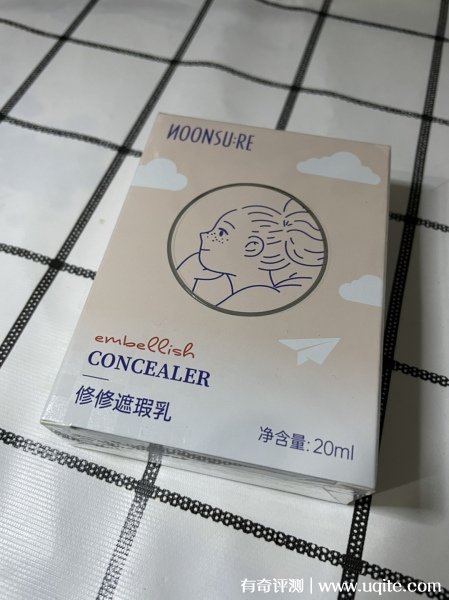 NOONSU:RE
embellish
CONCEALER
修修遮瑕乳
净含量:20ml
有奇评测 | www.uqite.com